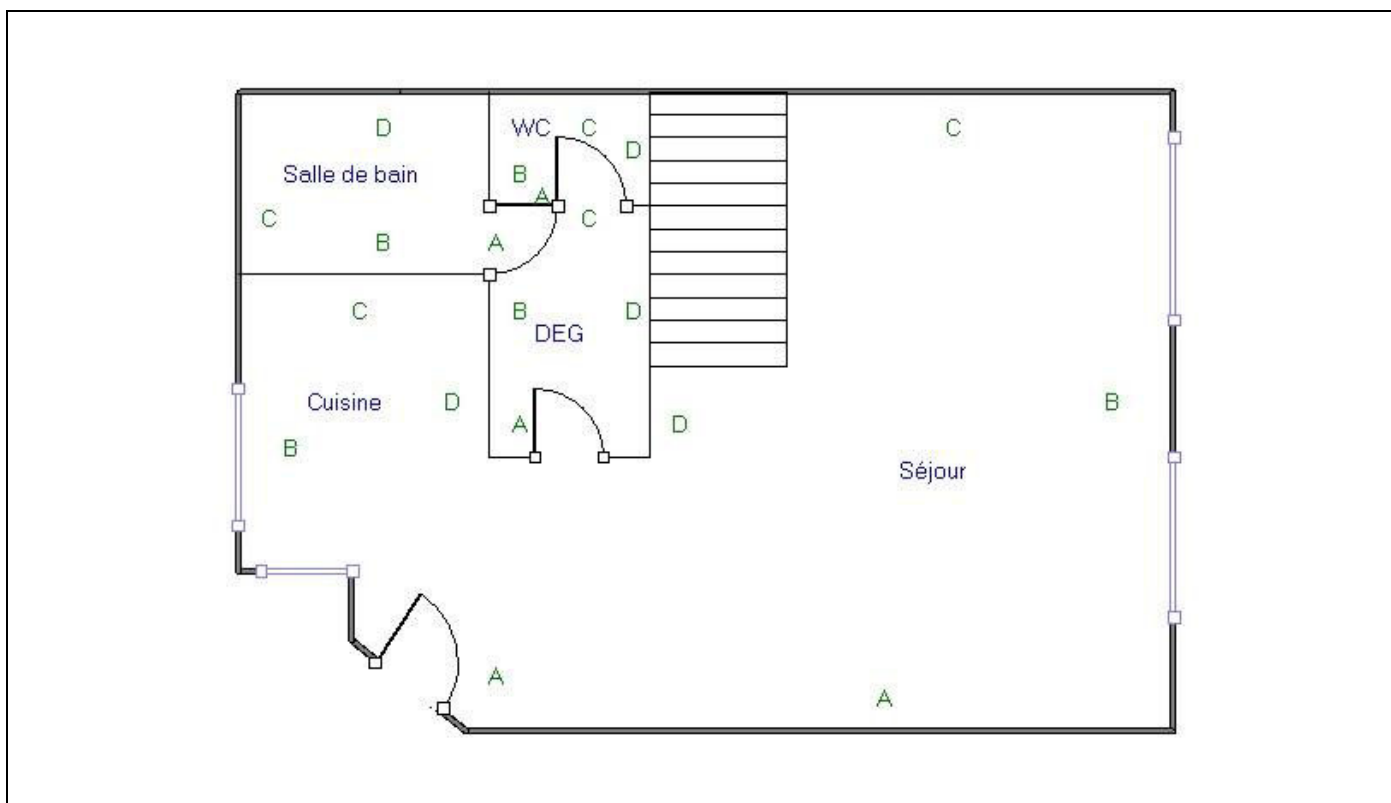 D WC C C
Salle de bain D
B
A
C C
B A
C B D
DEG
Cuisine D B
A D
B
Séjour
A
A